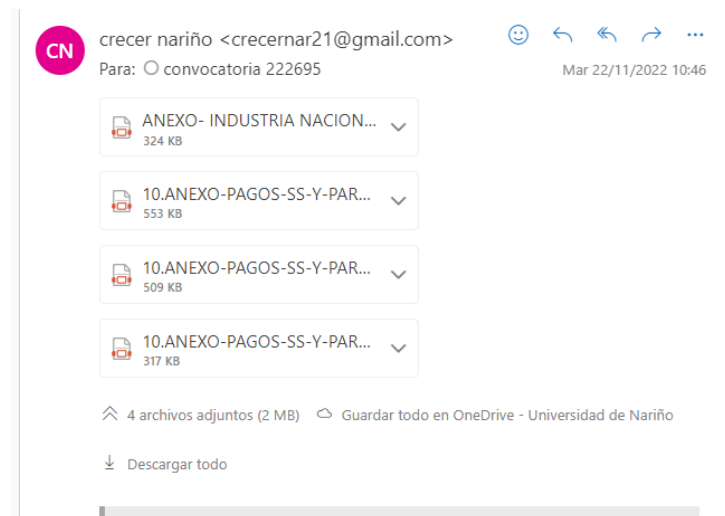 CN
crecer nariño <crecernar21@gmail.com>
Para: convocatoria 222695
Mar 22/11/2022 10:46
ANEXO- INDUSTRIA NACION...
324 KB
10.ANEXO-PAGOS-SS-Y-PAR...
553 KB
10.ANEXO-PAGOS-SS-Y-PAR...
509 KB
10.ANEXO-PAGOS-SS-Y-PAR...
317 KB
4 archivos adjuntos (2 MB) Guardar todo en OneDrive - Universidad de Nariño
Descargar todo